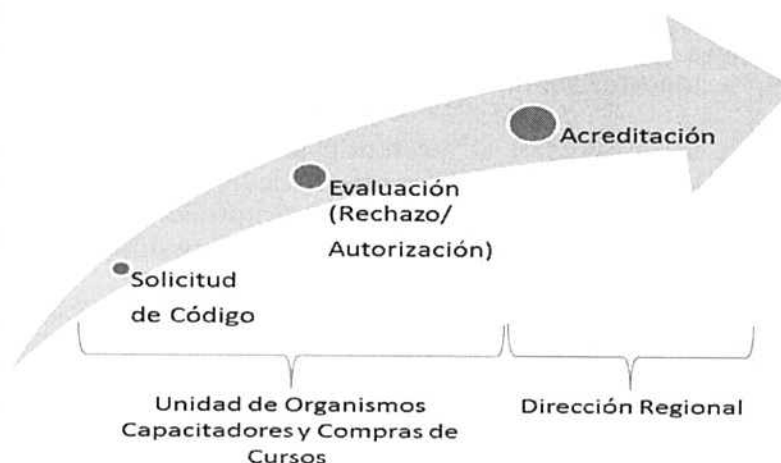 Acreditación
Evaluación
(Rechazo/
Autorización)
Solicitud
de Código
Unidad de Organismos
Capacitadores y Compras de
Cursos
Dirección Regional